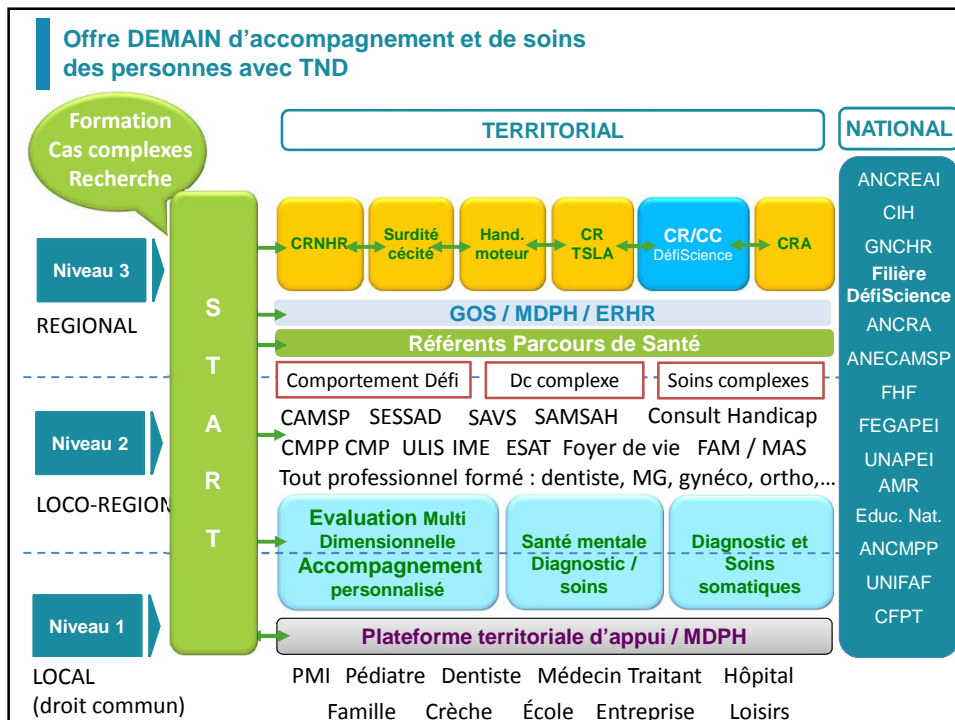 Offre DEMAIN d'accompagnement et de soins
des personnes avec TND
Formation
Cas complexes
Recherche
TERRITORIAL
NATIONAL
Niveau 3
REGIONAL
Niveau 2
LOCO-REGION
Niveau 1
LOCAL
(droit commun)
S
T
A
R
T
CRNHR
Surdité
cécité
Hand.
moteur
CR
TSLA
CR/CC
DéfiScience
CRA
GOS / MDPH / ERHR
Référents Parcours de Santé
Comportement Défi
Dc complexe
Soins complexes
CAMSP SESSAD SAVS SAMSAH Consult Handicap
CMPP CMP ULIS IME ESAT Foyer de vie FAM / MAS
Tout professionnel formé : dentiste, MG, gynéco, ortho,...
Evaluation Multi
Dimensionnelle
Accompagnement
personnalisé
Santé mentale
Diagnostic /
soins
Diagnostic et
Soins
somatiques
Plateforme territoriale d'appui / MDPH
PMI Pédiatre Dentiste Médecin Traitant Hôpital
Famille Crèche École Entreprise Loisirs
ANCREAI
CIH
GNCHR
Filière
DéfiScience
ANCRA
ANECAMSP
FHF
FEGAPEI
UNAPEI
AMR
Educ. Nat.
ANCMPP
UNIFAF
CFPT